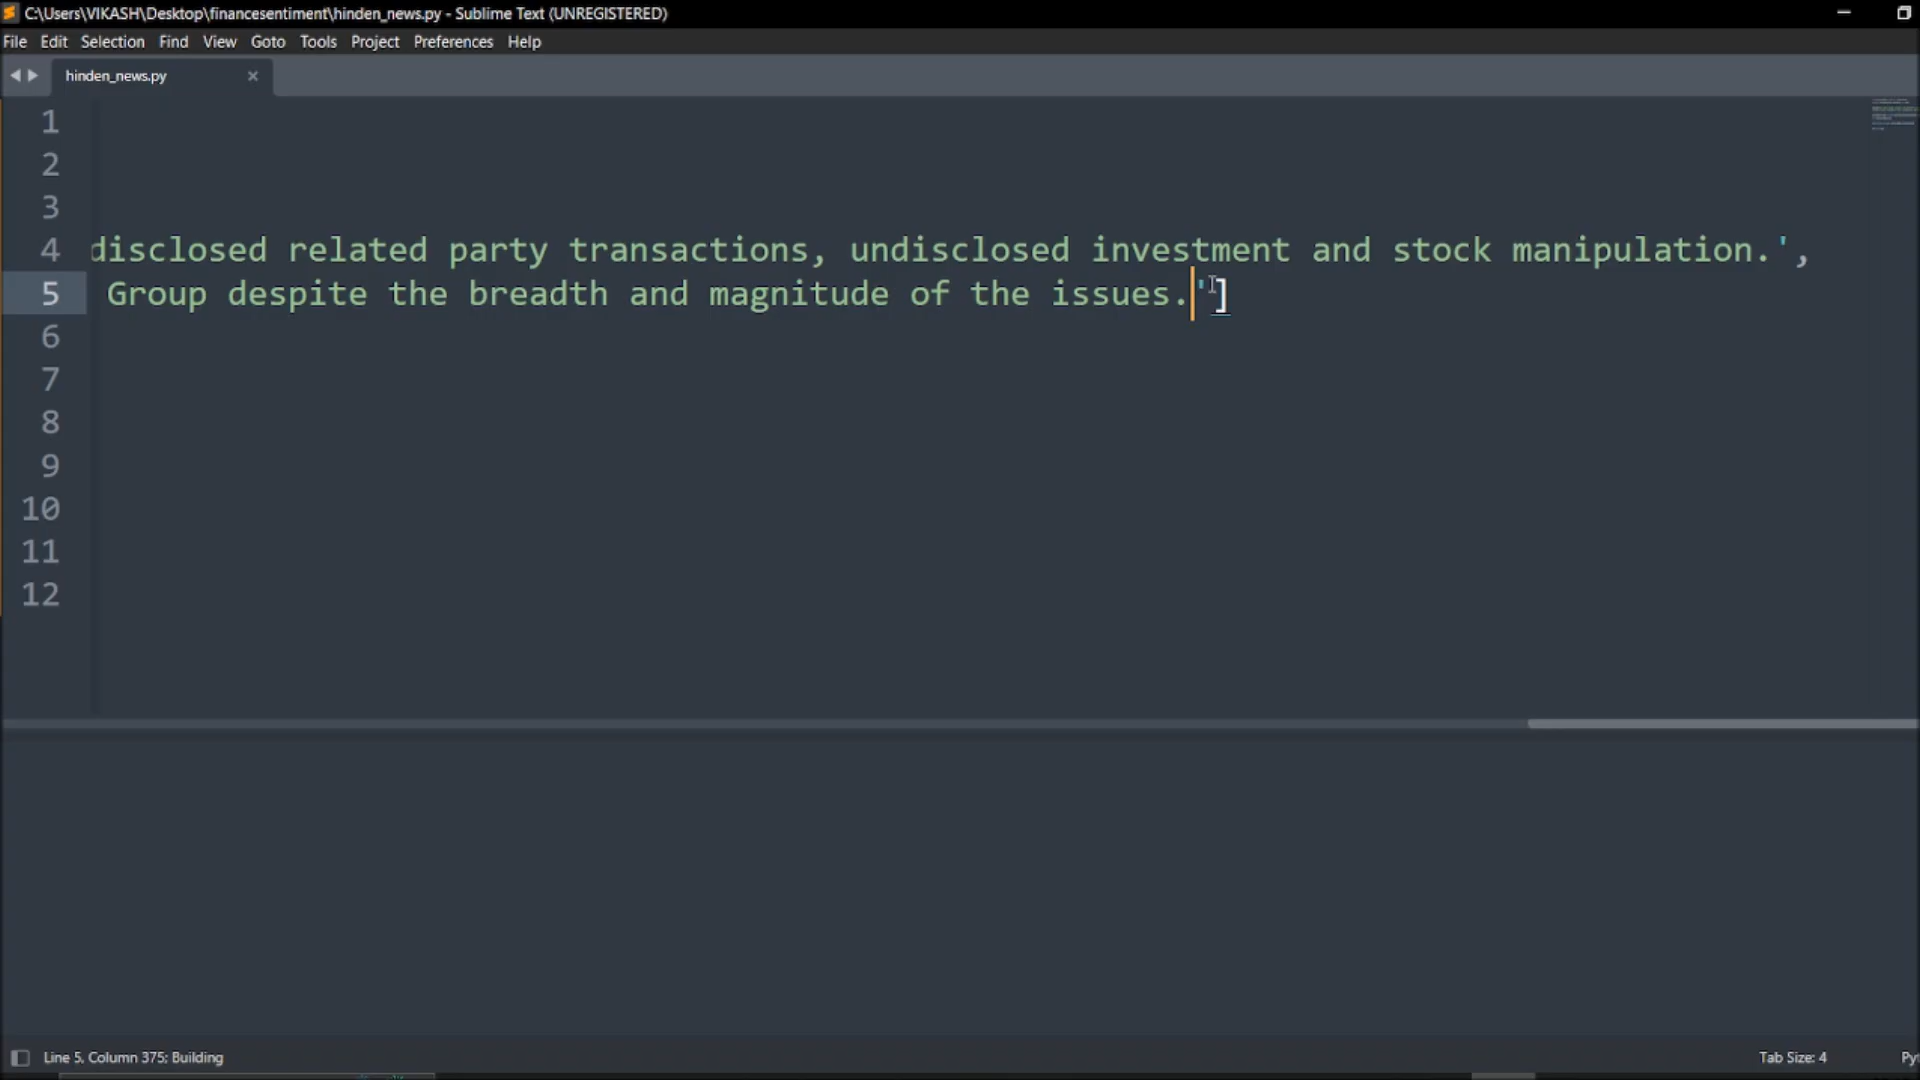 C:\Users\VIKASH\Desktop\financesentiment\hinden_news.py - Sublime Text (UNREGISTERED)
File Edit Selection Find View Goto Tools Project Preferences Help
hinden_news.py
1
2
3
4 disclosed related party transactions, undisclosed investment and stock manipulation.',
5 Group despite the breadth and magnitude of the issues.']
6
7
8
9
10
11
12
Line 5, Column 375; Building Tab Size: 4 Py